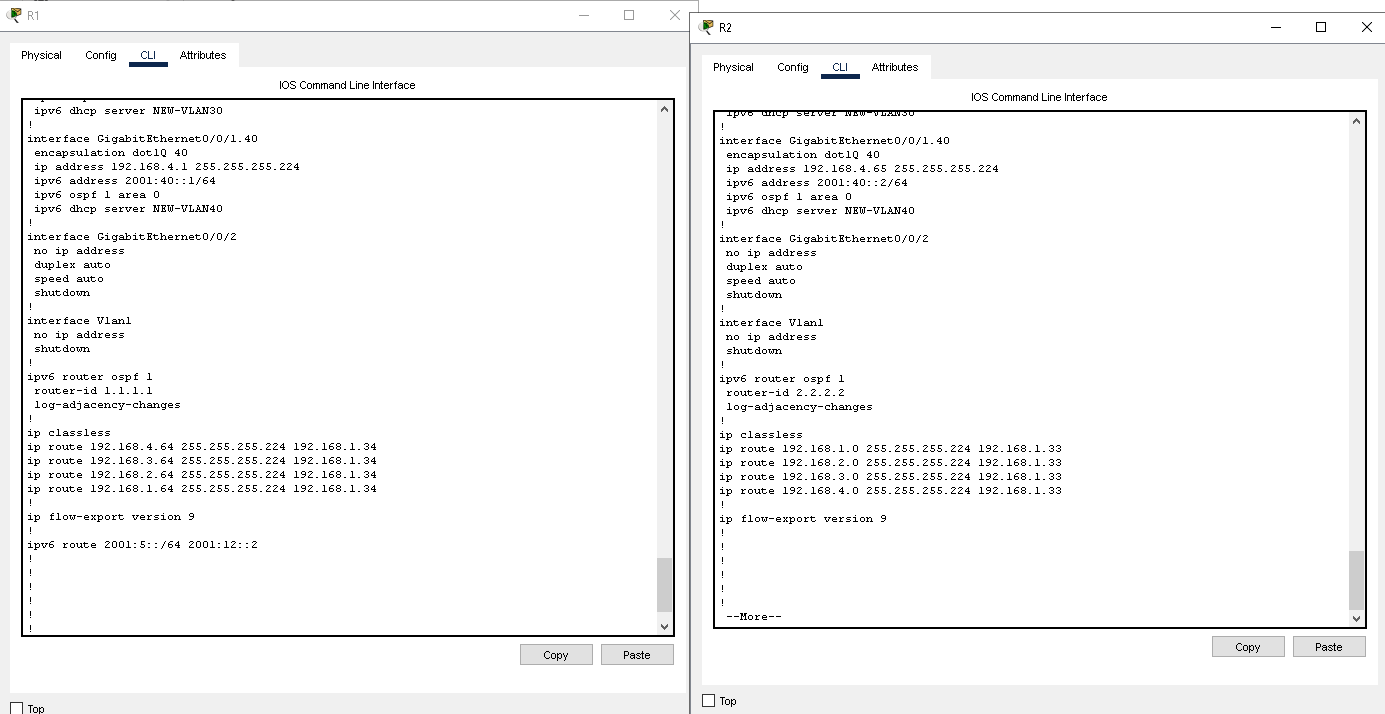 R1
Physical Config CLI Attributes
IOS Command Line Interface
ipv6 dhcp server NEW-VLAN30
!
interface GigabitEthernet0/0/1.40
encapsulation dot1Q 40
ip address 192.168.4.1 255.255.255.224
ipv6 address 2001:40::1/64
ipv6 ospf 1 area 0
ipv6 dhcp server NEW-VLAN40
!
interface GigabitEthernet0/0/2
no ip address
duplex auto
speed auto
shutdown
!
interface Vlan1
no ip address
shutdown
!
ipv6 router ospf 1
router-id 1.1.1.1
log-adjacency-changes
!
ip classless
ip route 192.168.4.64 255.255.255.224 192.168.1.34
ip route 192.168.3.64 255.255.255.224 192.168.1.34
ip route 192.168.2.64 255.255.255.224 192.168.1.34
ip route 192.168.1.64 255.255.255.224 192.168.1.34
!
ip flow-export version 9
!
ipv6 route 2001:5::/64 2001:12::2
!
!
!
!
!
!
Copy Paste
Top
R2
Physical Config CLI Attributes
IOS Command Line Interface
ipv6 dhcp server NEW-VLAN30
!
interface GigabitEthernet0/0/1.40
encapsulation dot1Q 40
ip address 192.168.4.65 255.255.255.224
ipv6 address 2001:40::2/64
ipv6 ospf 1 area 0
ipv6 dhcp server NEW-VLAN40
!
interface GigabitEthernet0/0/2
no ip address
duplex auto
speed auto
shutdown
!
interface Vlan1
no ip address
shutdown
!
ipv6 router ospf 1
router-id 2.2.2.2
log-adjacency-changes
!
ip classless
ip route 192.168.1.0 255.255.255.224 192.168.1.33
ip route 192.168.2.0 255.255.255.224 192.168.1.33
ip route 192.168.3.0 255.255.255.224 192.168.1.33
ip route 192.168.4.0 255.255.255.224 192.168.1.33
!
ip flow-export version 9
!
!
!
!
!
!
--More--
Copy Paste
Top